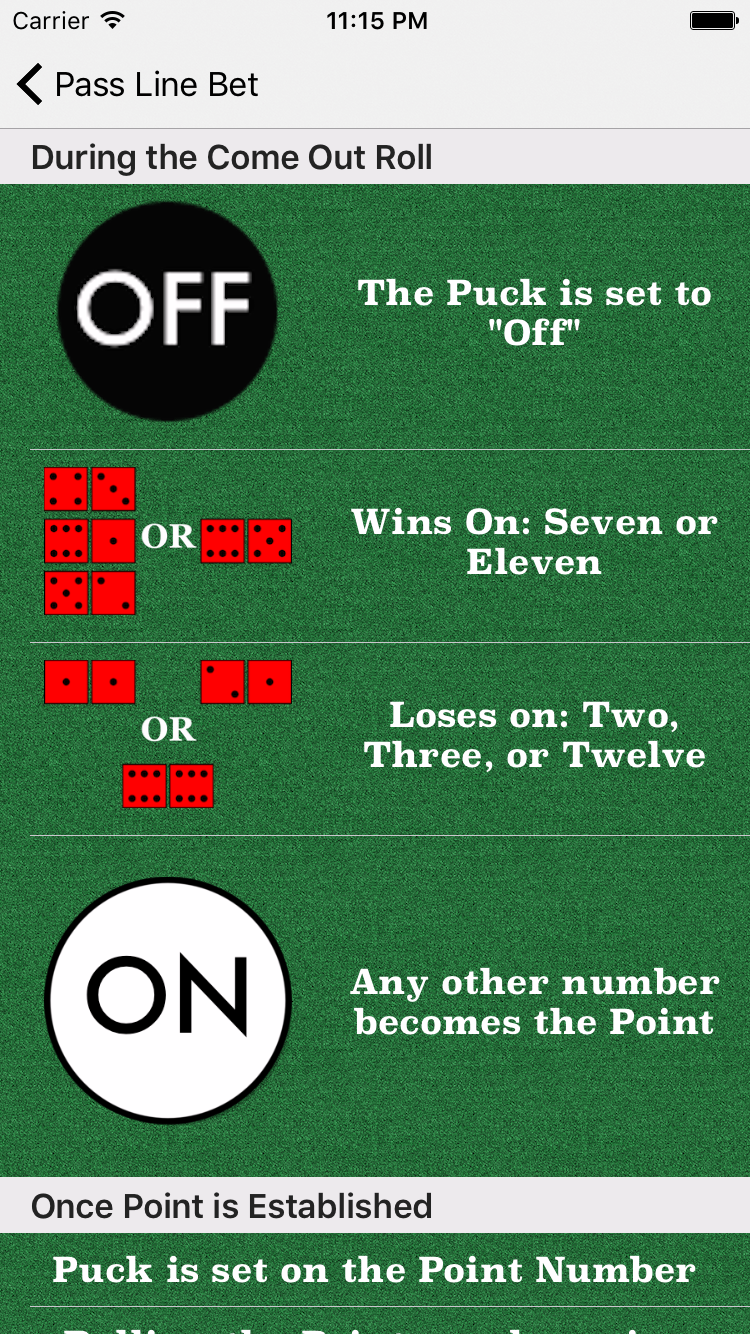 Carrier 11:15 PM
Pass Line Bet
During the Come Out Roll
OFF
The Puck is set to
"Off"
OR
Wins On: Seven or
Eleven
OR
Loses on: Two,
Three, or Twelve
ON
Any other number
becomes the Point
Once Point is Established
Puck is set on the Point Number